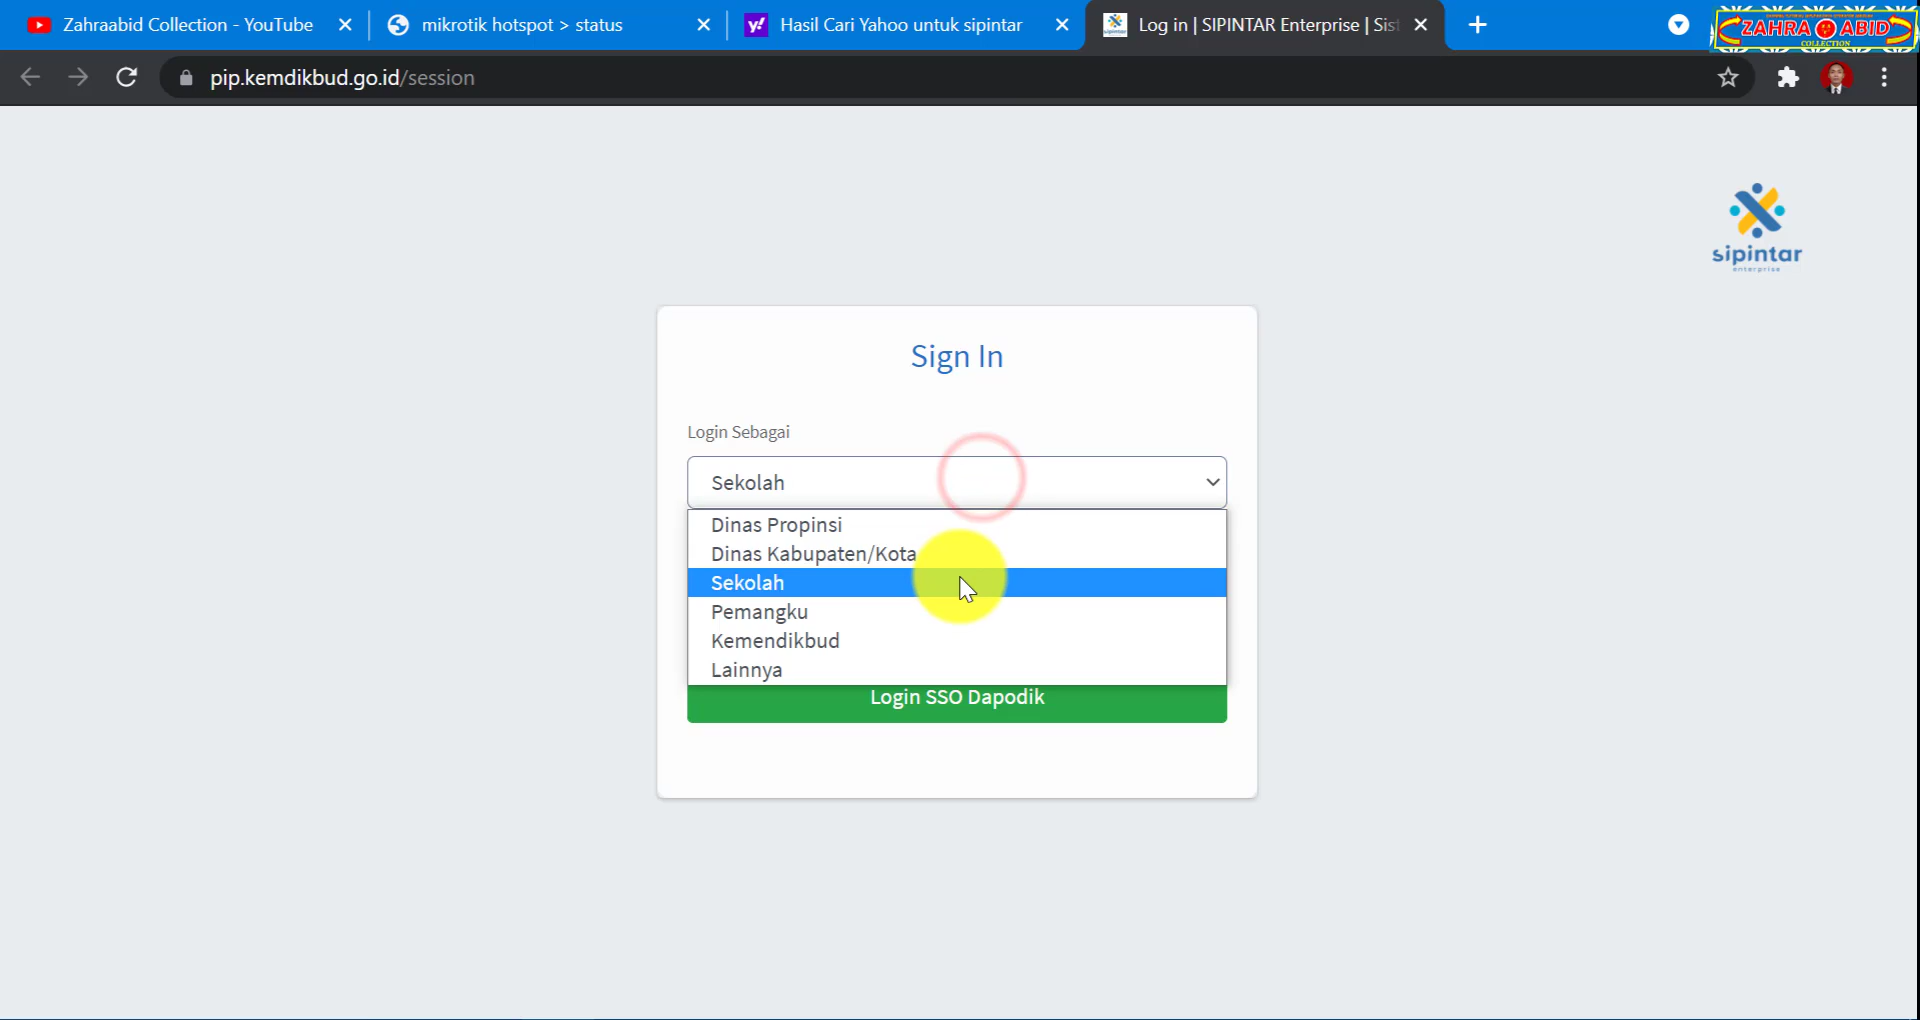 Zahraabid Collection - YouTube
mikrotik hotspot > status
Hasil Cari Yahoo untuk sipintar
Log in | SIPINTAR Enterprise | Sis
ZAHRA ABID
COLLECTION
pip.kemdikbud.go.id/session
sipintar
enterprise
Sign In
Login Sebagai
Sekolah
Dinas Propinsi
Dinas Kabupaten/Kota
Sekolah
Pemangku
Kemendikbud
Lainnya
Login SSO Dapodik